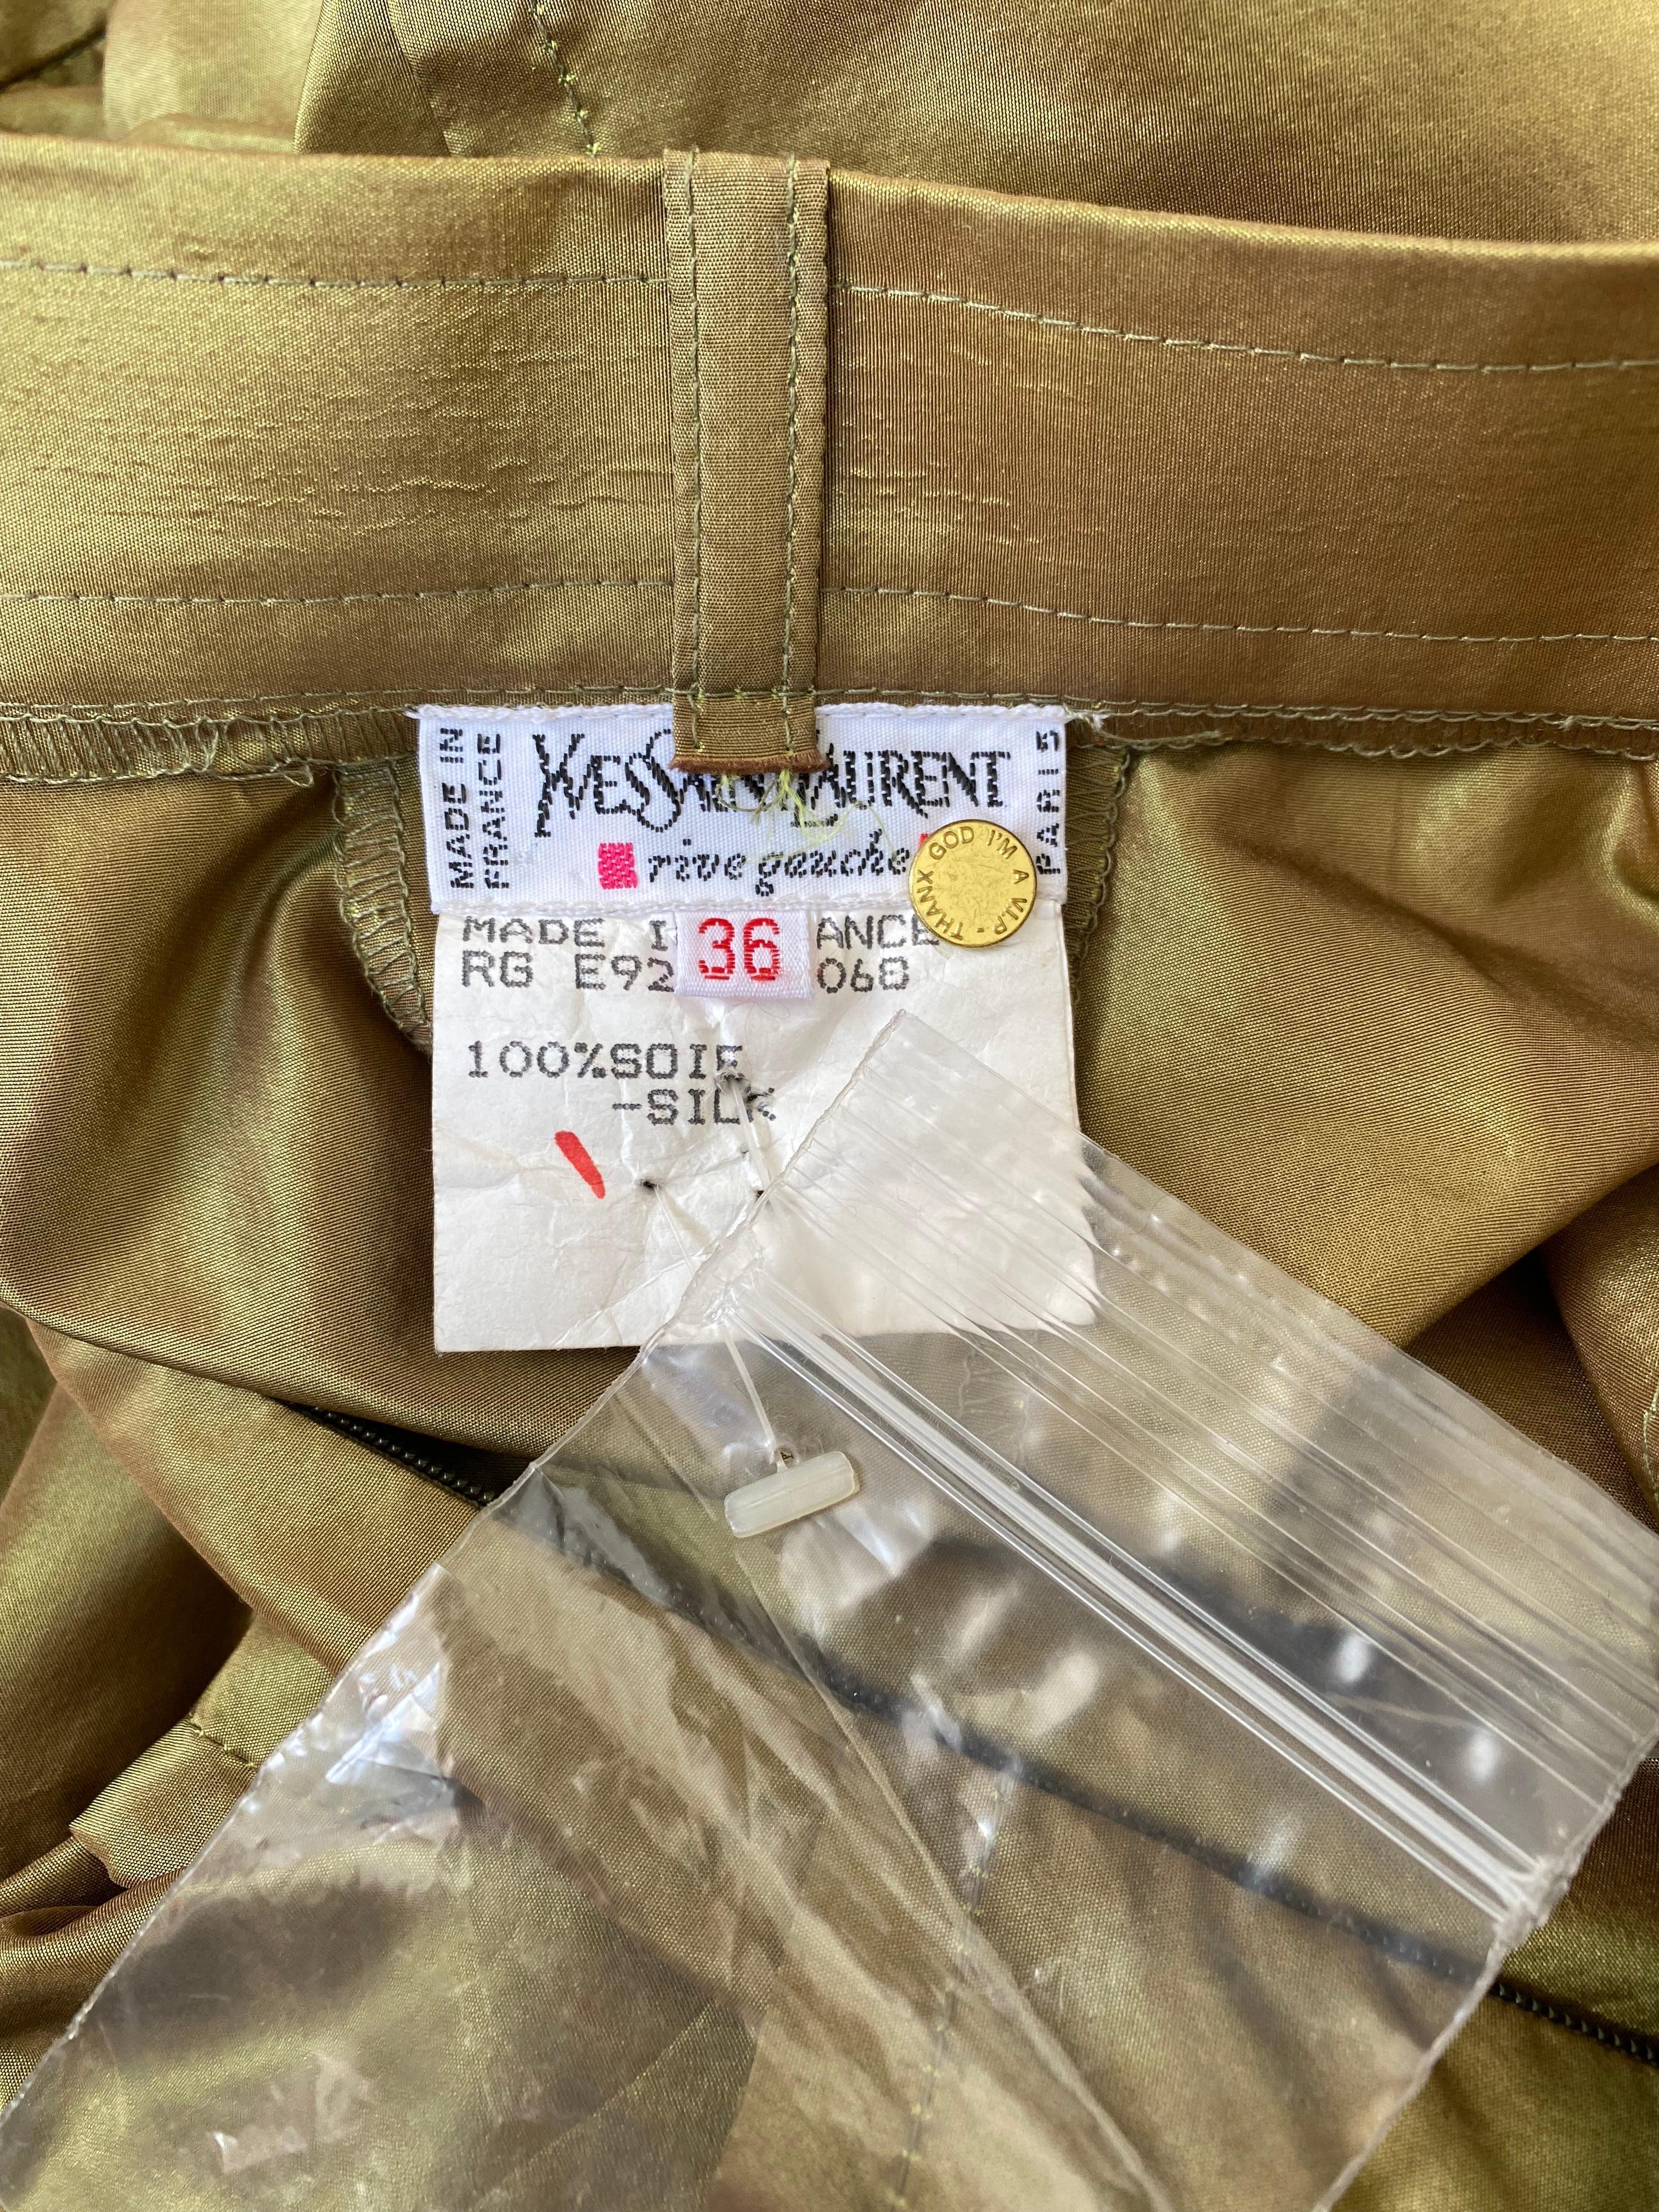 MADE IN
FRANCE
YVES SAINT LAURENT
rive gauche
PARIS
THANX GOD I'M A V.I.P -
36
MADE I ANCE
RG E92 068
100%SOIE
-SILK